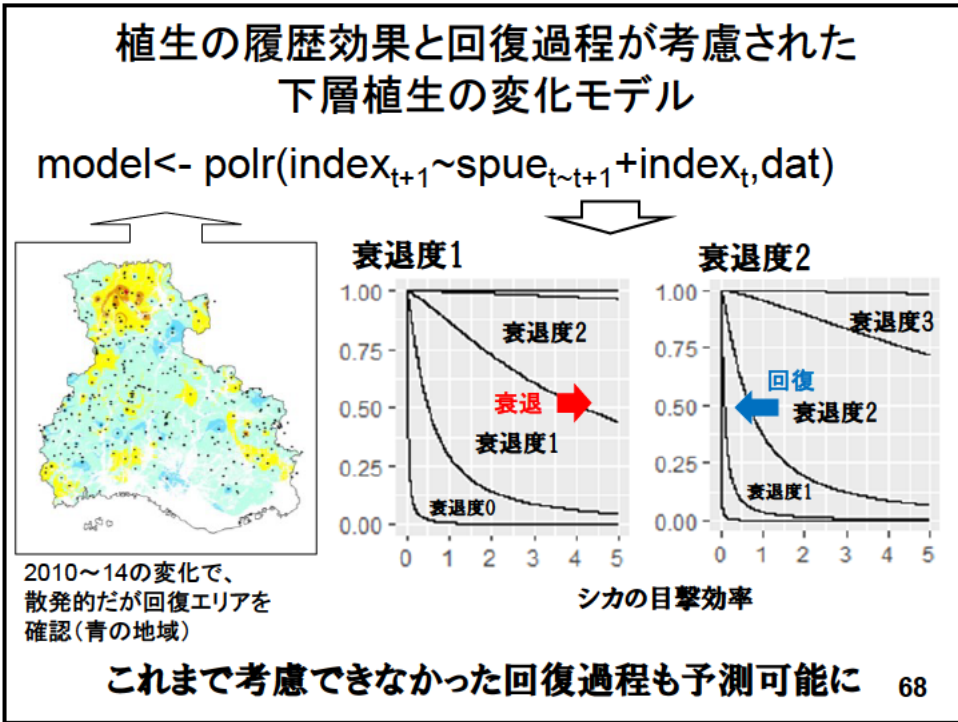 植生の履歴効果と回復過程が考慮された
下層植生の変化モデル
model<- polr(index_{t+1}~spue_{t~t+1}+index_t,dat)
衰退度1
1.00
0.75
0.50
0.25
0.00
0 1 2 3 4 5
衰退度2
衰退
衰退度1
衰退度0
衰退度2
1.00
0.75
0.50
0.25
0.00
0 1 2 3 4 5
衰退度3
回復
衰退度2
衰退度1
シカの目撃効率
2010～14の変化で、
散発的だが回復エリアを
確認(青の地域)
これまで考慮できなかった回復過程も予測可能に
68